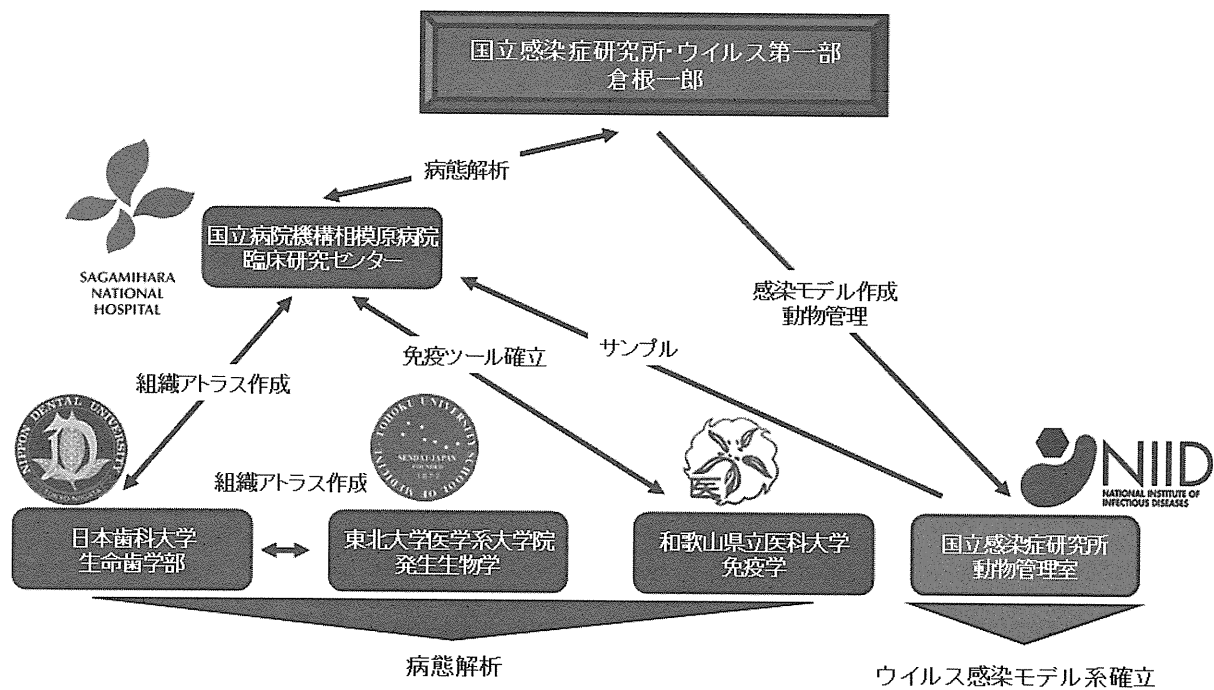 国立感染症研究所・ウイルス第一部
倉根一郎
病態解析
国立病院機構相模原病院
臨床研究センター
SAGAMIHARA
NATIONAL
HOSPITAL
感染モデル作成
動物管理
サンプル
免疫ツール確立
組織アトラス作成
NIPPON DENTAL UNIVERSITY
TOHOKU UNIVERSITY SCHOOL OF MEDICINE
SENDAI JAPAN
組織アトラス作成
医
NIID
NATIONAL INSTITUTE OF
INFECTIOUS DISEASES
日本歯科大学
生命歯学部
東北大学医学系大学院
発生生物学
和歌山県立医科大学
免疫学
国立感染症研究所
動物管理室
病態解析
ウイルス感染モデル系確立